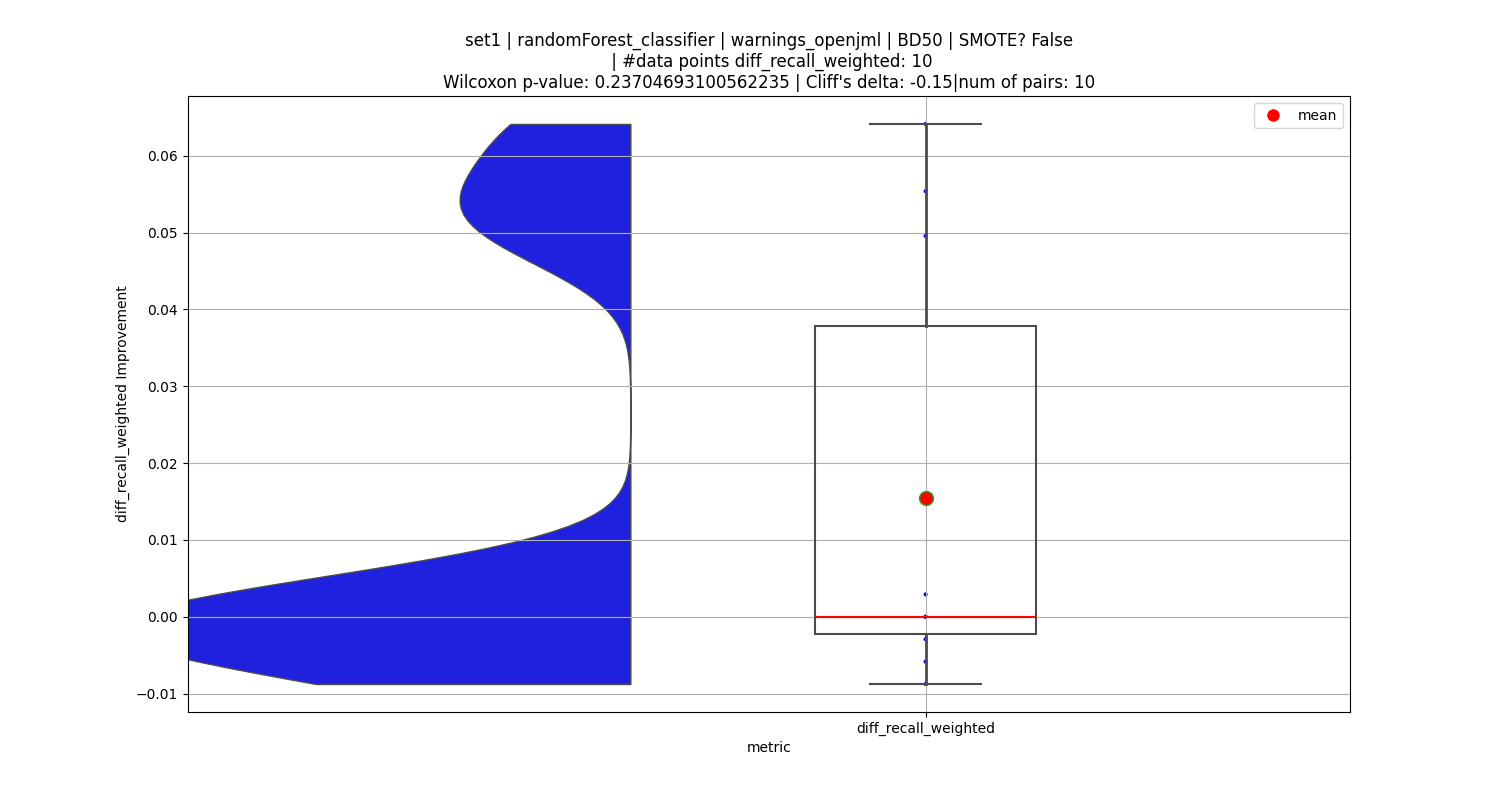 set1 | randomForest_classifier | warnings_openjml | BD50 | SMOTE? False
| #data points diff_recall_weighted: 10
Wilcoxon p-value: 0.23704693100562235 | Cliff's delta: -0.15|num of pairs: 10
mean
0.06
0.05
0.04
0.03
0.02
0.01
0.00
−0.01
diff_recall_weighted Improvement
diff_recall_weighted
metric